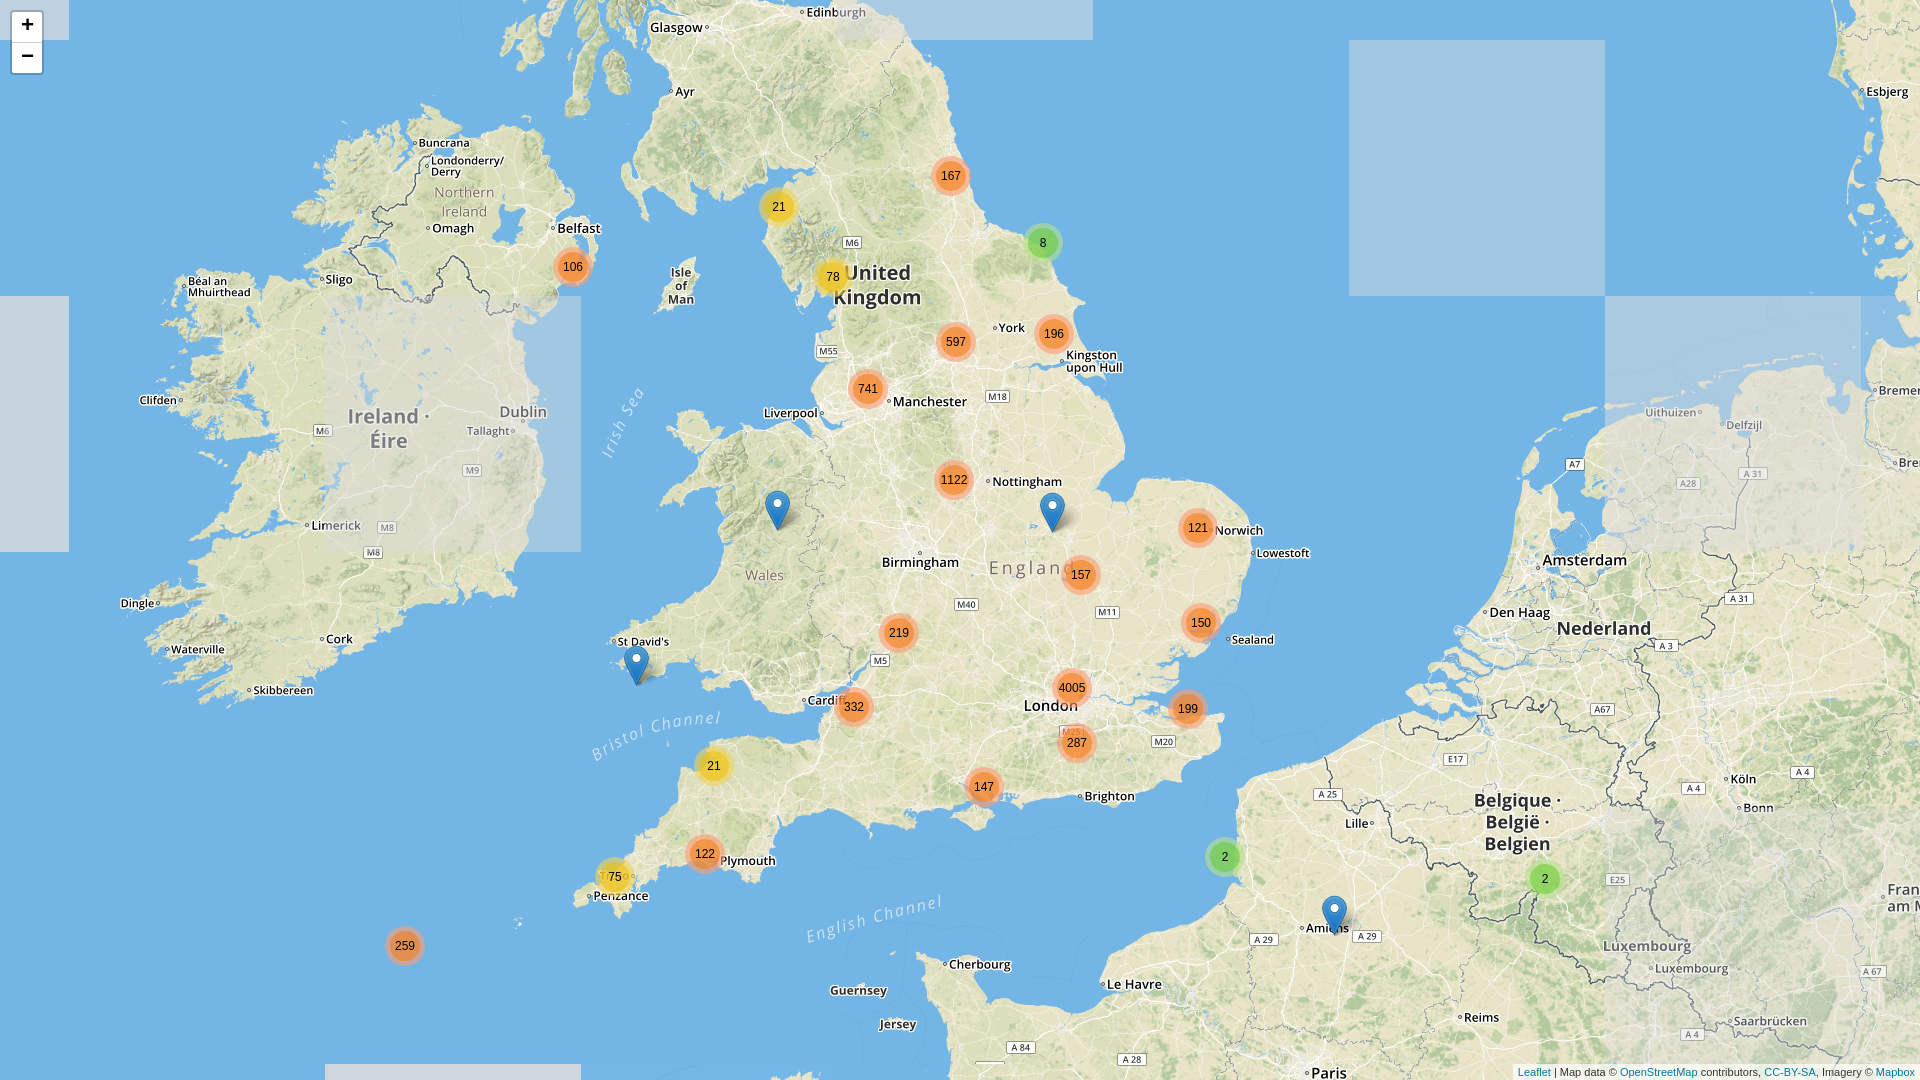 +
−
Edinburgh
Glasgow
Ayr
Esbjerg
Buncrana
Londonderry/
Derry
Northern
Ireland
Omagh
Belfast
106
167
21
8
M6
78
United
Kingdom
Isle
of
Man
Béal an
Mhuirthead
Sligo
York
196
597
M55
Kingston
upon Hull
741
Manchester
M18
Liverpool
Irish Sea
Clifden
Ireland ·
Éire
Dublin
Tallaght
M6
M9
Uithuizen
Delfzijl
A7
A 31
A28
1122
Nottingham
Limerick
M8
M8
121
Norwich
Lowestoft
Birmingham
England
157
Wales
Amsterdam
A 31
Dingle
M40
M11
Den Haag
Nederland
Cork
Waterville
St David's
219
150
Sealand
A 3
M5
Skibbereen
4005
London
Cardiff
332
199
A67
Bristol Channel
M25
287
M20
E17
21
147
Brighton
A 25
Köln
A 4
A 4
Bonn
Lille
Belgique ·
België ·
Belgien
122
Plymouth
2
75
Penzance
2
E25
English Channel
259
Amiens
A 29
A 29
Luxembourg
Luxembourg
A 67
Cherbourg
Guernsey
Le Havre
Jersey
Reims
Saarbrücken
A 4
A 84
A 28
Paris
Leaflet | Map data © OpenStreetMap contributors, CC-BY-SA, Imagery © Mapbox